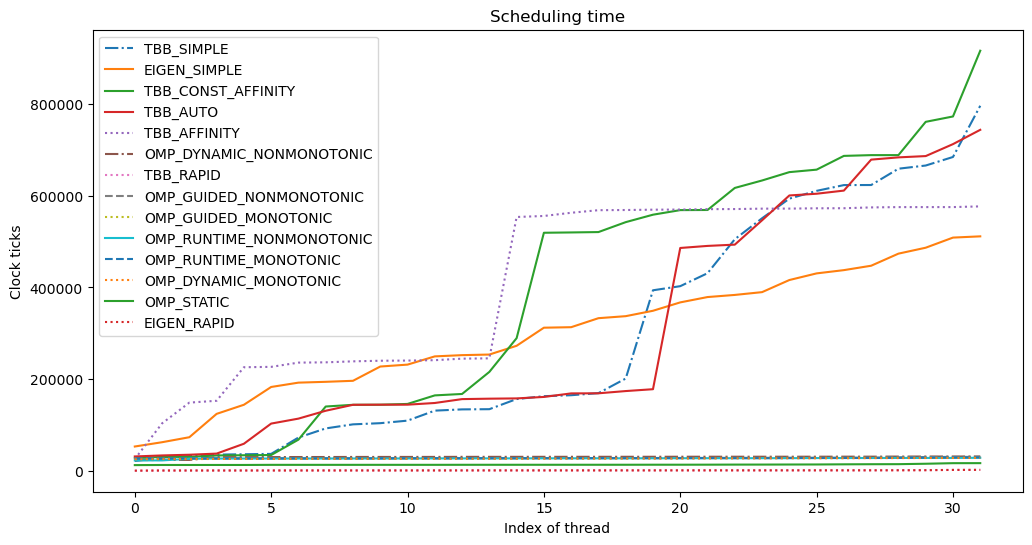 Scheduling time
TBB_SIMPLE
EIGEN_SIMPLE
TBB_CONST_AFFINITY
TBB_AUTO
TBB_AFFINITY
OMP_DYNAMIC_NONMONOTONIC
TBB_RAPID
OMP_GUIDED_NONMONOTONIC
OMP_GUIDED_MONOTONIC
OMP_RUNTIME_NONMONOTONIC
OMP_RUNTIME_MONOTONIC
OMP_DYNAMIC_MONOTONIC
OMP_STATIC
EIGEN_RAPID
Clock ticks
800000
600000
400000
200000
0
0 5 10 15 20 25 30
Index of thread